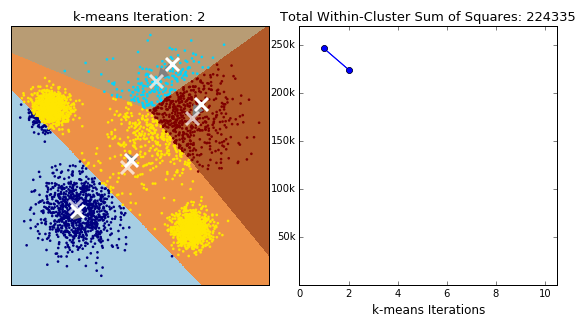 k-means Iteration: 2
Total Within-Cluster Sum of Squares: 224335
250k
200k
150k
100k
50k
0 2 4 6 8 10
k-means Iterations